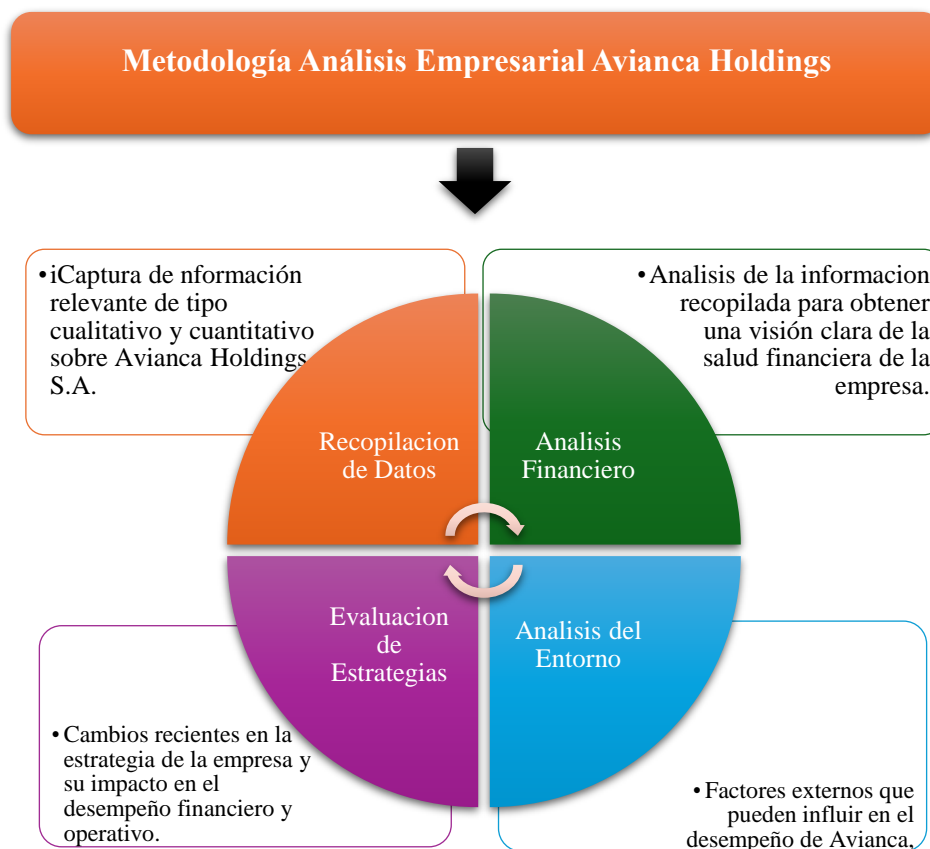 Metodología Análisis Empresarial Avianca Holdings
•iCaptura de nformación
relevante de tipo
cualitativo y cuantitativo
sobre Avianca Holdings
S.A.
•Analisis de la informacion
recopilada para obtener
una visión clara de la
salud financiera de la
empresa.
Recopilacion
de Datos
Analisis
Financiero
Evaluacion
de
Estrategias
Analisis del
Entorno
•Cambios recientes en la
estrategia de la empresa y
su impacto en el
desempeño financiero y
operativo.
•Factores externos que
pueden influir en el
desempeño de Avianca,